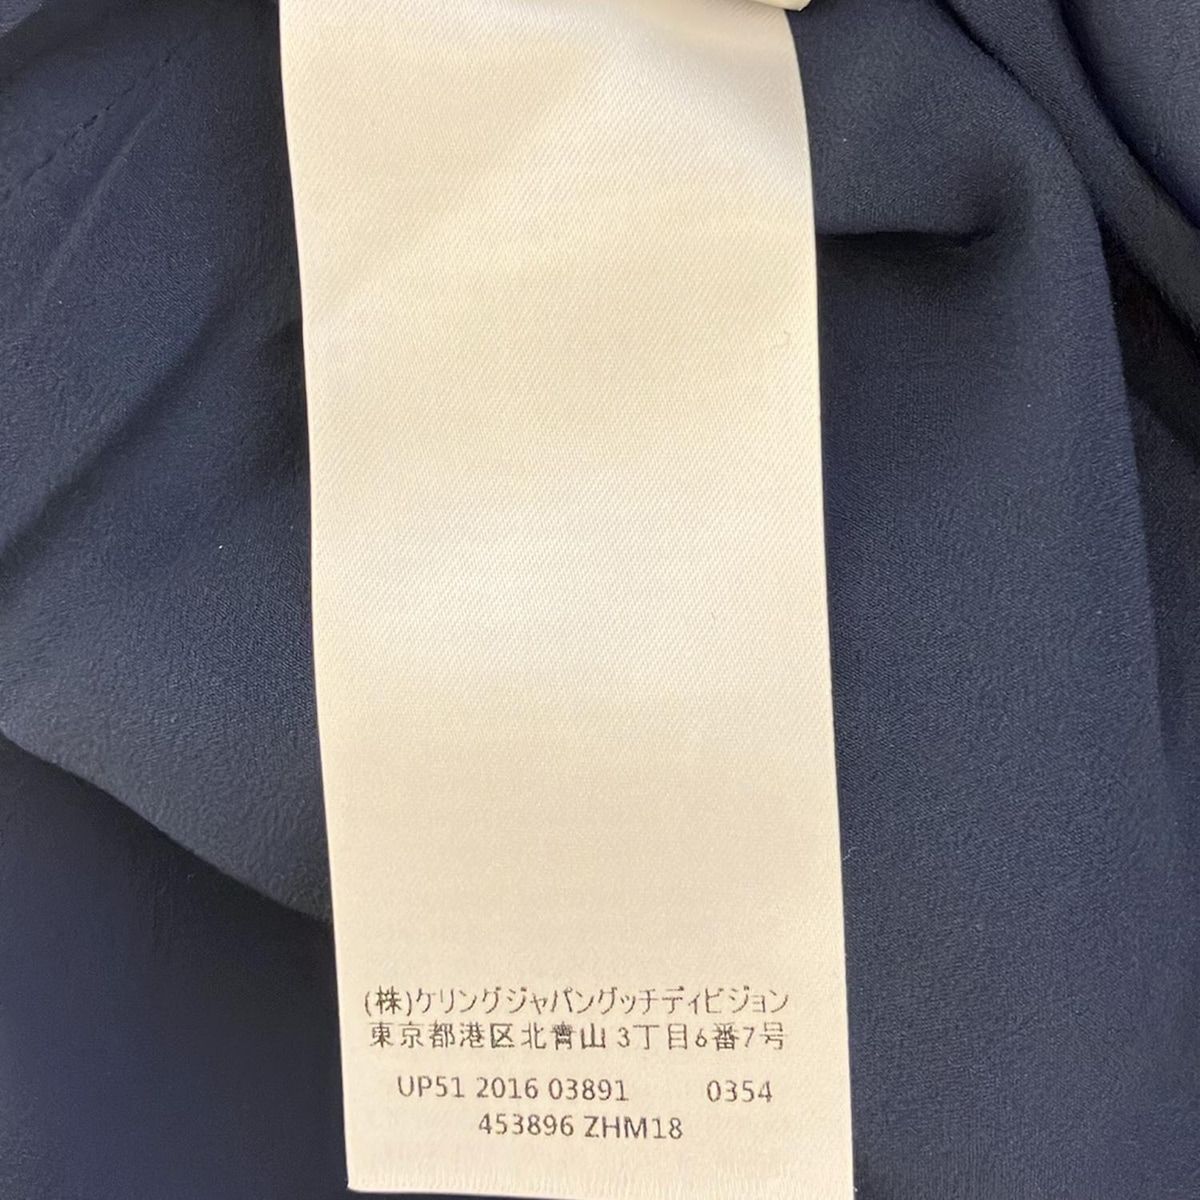 (株)ケリングジャパングッチディビジョン
東京都港区北青山 3丁目6番7号
UP51 2016 03891 0354
453896 ZHM18